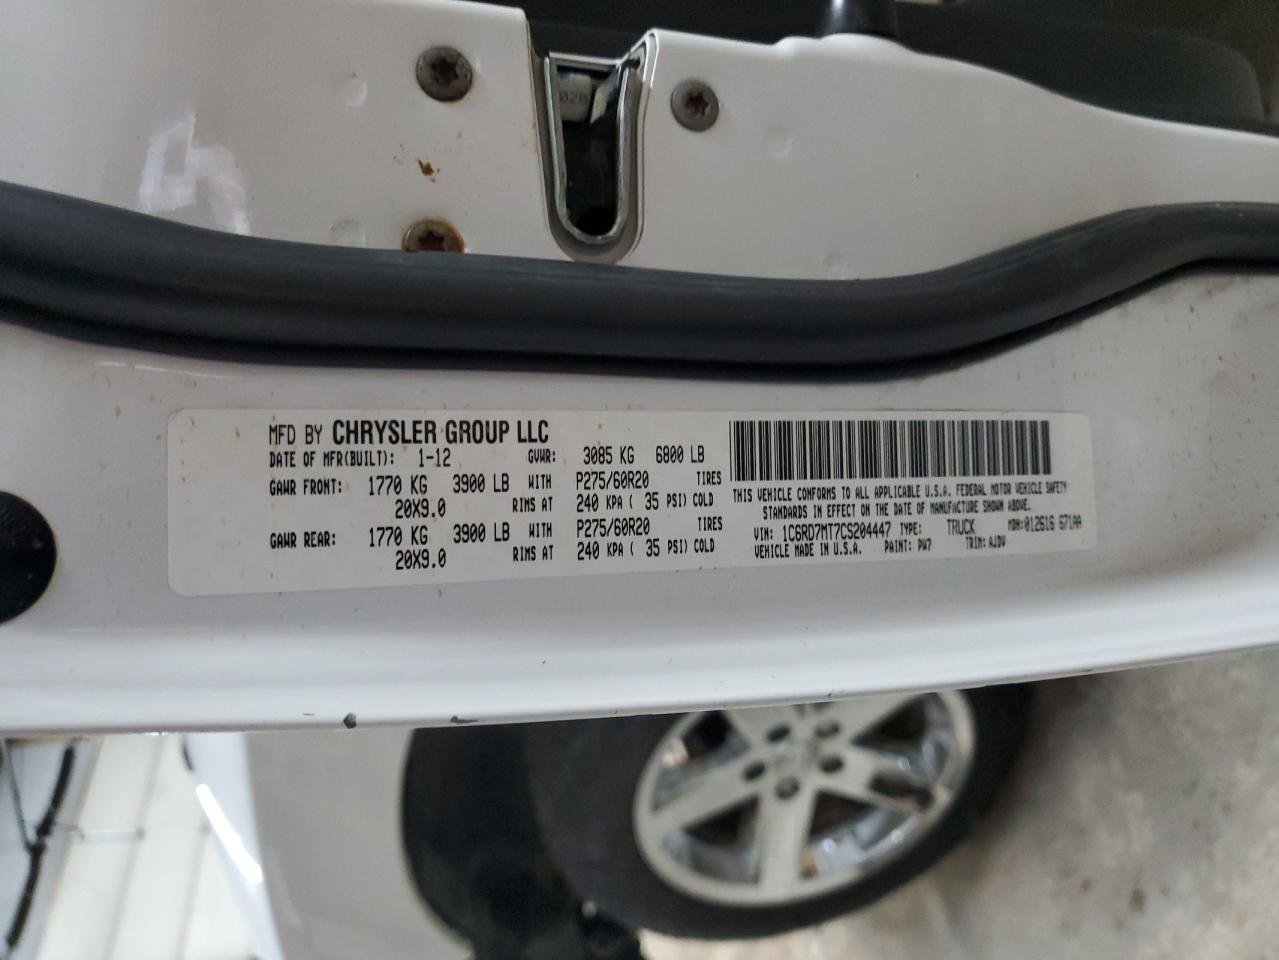 02B
MFD BY CHRYSLER GROUP LLC
DATE OF MFR(BUILT): 1-12 GVWR: 3085 KG 6800 LB
GAWR FRONT: 1770 KG 3900 LB WITH P275/60R20 TIRES
20X9.0 RIMS AT 240 KPA ( 35 PSI) COLD
GAWR REAR: 1770 KG 3900 LB WITH P275/60R20 TIRES
20X9.0 RIMS AT 240 KPA ( 35 PSI) COLD
THIS VEHICLE CONFORMS TO ALL APPLICABLE U.S.A. FEDERAL MOTOR VEHICLE SAFETY
STANDARDS IN EFFECT ON THE DATE OF MANUFACTURE SHOWN ABOVE.
VIN: 1C6RD7MT7CS204447 TYPE: TRUCK MDH: 012616 671AA
VEHICLE MADE IN U.S.A. PAINT: PW7 TRIM: AJDV